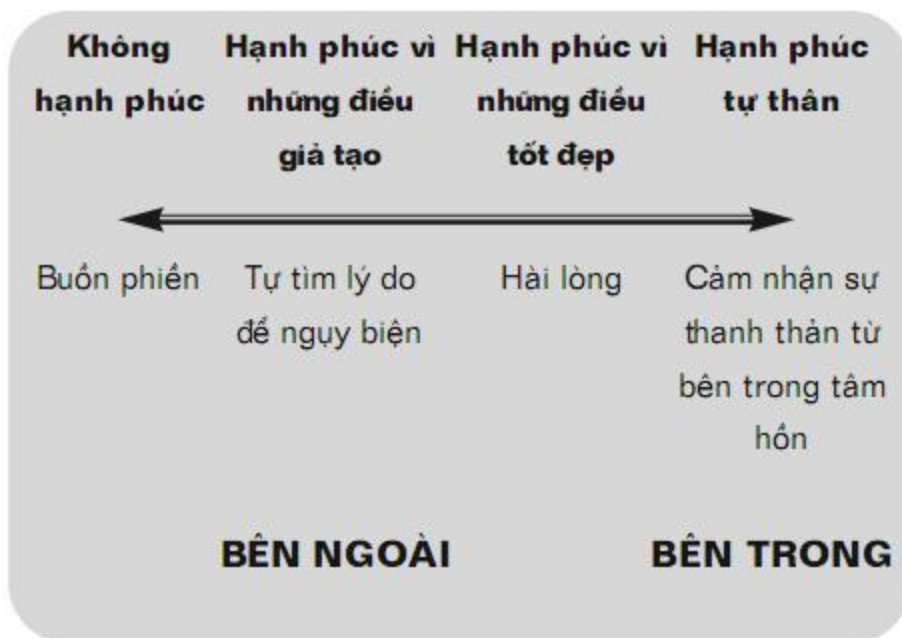 Không
hạnh phúc
Hạnh phúc vì
những điều
giả tạo
Hạnh phúc vì
những điều
tốt đẹp
Hạnh phúc
tự thân
Buồn phiền
Tự tìm lý do
để ngụy biện
Hài lòng
Cảm nhận sự
thanh thản từ
bên trong tâm
hồn
BÊN NGOÀI
BÊN TRONG